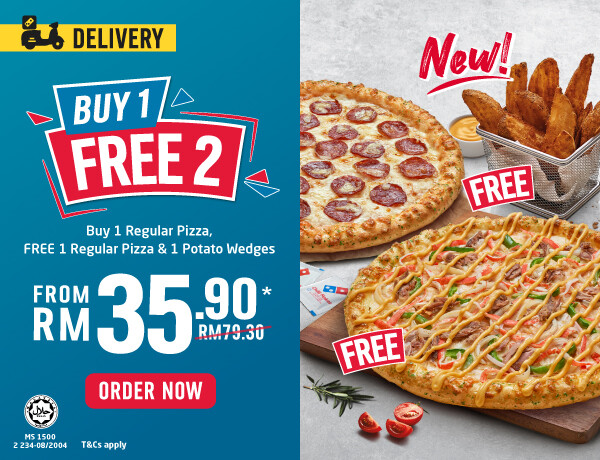 DELIVERY
BUY 1
FREE 2
Buy 1 Regular Pizza,
FREE 1 Regular Pizza & 1 Potato Wedges
FROM
RM 35.90*
RM79.30
ORDER NOW
MS 1500
2 234-08/2004
T&Cs apply
New!
FREE
FREE